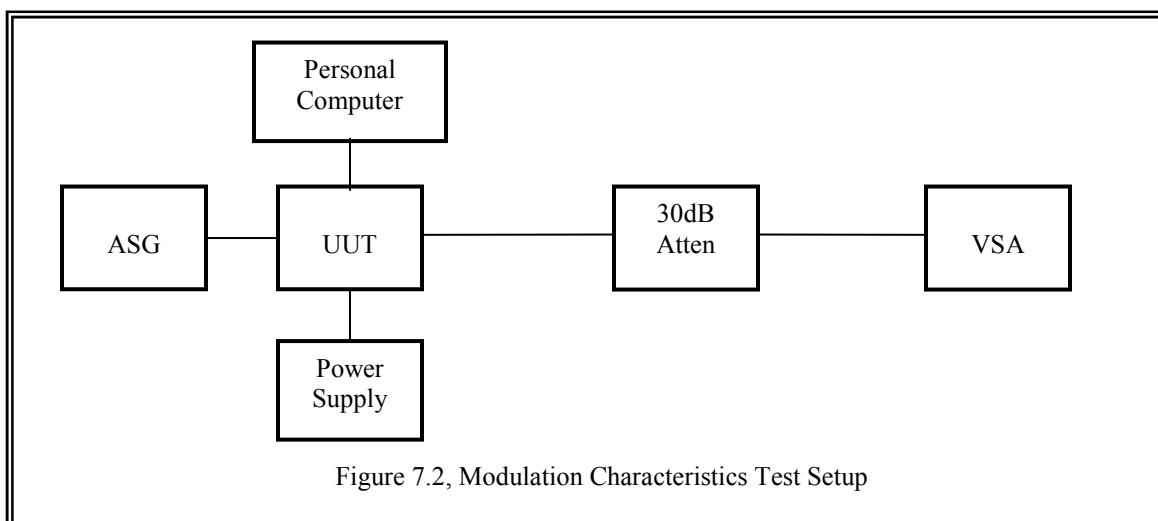 Personal
Computer
ASG
UUT
30dB
Atten
VSA
Power
Supply
Figure 7.2, Modulation Characteristics Test Setup